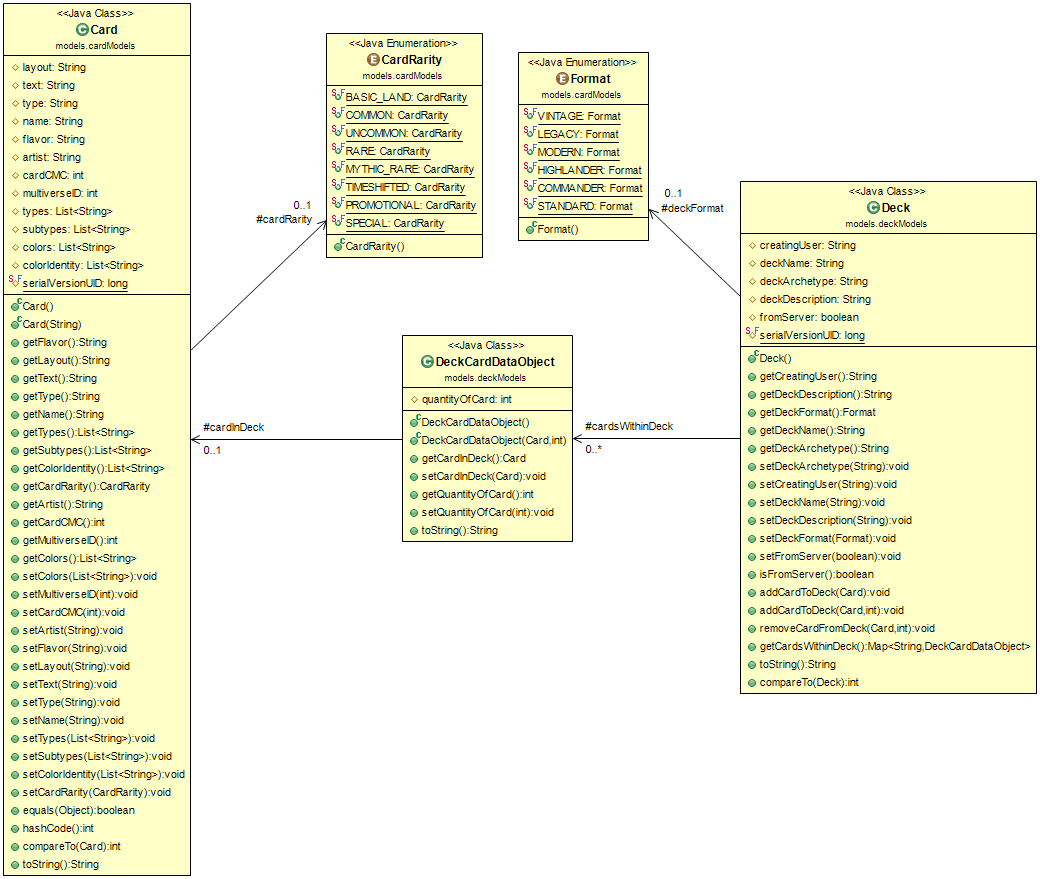 <<Java Class>>
Card
models.cardModels
layout: String
text: String
type: String
name: String
flavor: String
artist: String
cardCMC: int
multiverseID: int
types: List<String>
subtypes: List<String>
colors: List<String>
colorIdentity: List<String>
serialVersionUID: long
Card()
Card(String)
getFlavor():String
getLayout():String
getText():String
getType():String
getName():String
getTypes():List<String>
getSubtypes():List<String>
getColorIdentity():List<String>
getCardRarity():CardRarity
getArtist():String
getCardCMC():int
getMultiverseID():int
getColors():List<String>
setColors(List<String>):void
setMultiverseID(int):void
setCardCMC(int):void
setArtist(String):void
setFlavor(String):void
setLayout(String):void
setText(String):void
setType(String):void
setName(String):void
setTypes(List<String>):void
setSubtypes(List<String>):void
setColorIdentity(List<String>):void
setCardRarity(CardRarity):void
equals(Object):boolean
hashCode():int
compareTo(Card):int
toString():String
0..1
#cardRarity
<<Java Enumeration>>
CardRarity
models.cardModels
BASIC_LAND: CardRarity
COMMON: CardRarity
UNCOMMON: CardRarity
RARE: CardRarity
MYTHIC_RARE: CardRarity
TIMESHIFTED: CardRarity
PROMOTIONAL: CardRarity
SPECIAL: CardRarity
CardRarity()
<<Java Enumeration>>
Format
models.cardModels
VINTAGE: Format
LEGACY: Format
MODERN: Format
HIGHLANDER: Format
COMMANDER: Format
STANDARD: Format
Format()
0..1
#deckFormat
#cardInDeck
0..1
<<Java Class>>
DeckCardDataObject
models.deckModels
quantityOfCard: int
DeckCardDataObject()
DeckCardDataObject(Card,int)
getCardInDeck():Card
setCardInDeck(Card):void
getQuantityOfCard():int
setQuantityOfCard(int):void
toString():String
#cardsWithinDeck
0..*
<<Java Class>>
Deck
models.deckModels
creatingUser: String
deckName: String
deckArchetype: String
deckDescription: String
fromServer: boolean
serialVersionUID: long
Deck()
getCreatingUser():String
getDeckDescription():String
getDeckFormat():Format
getDeckName():String
getDeckArchetype():String
setDeckArchetype(String):void
setCreatingUser(String):void
setDeckName(String):void
setDeckDescription(String):void
setDeckFormat(Format):void
setFromServer(boolean):void
isFromServer():boolean
addCardToDeck(Card):void
addCardToDeck(Card,int):void
removeCardFromDeck(Card,int):void
getCardsWithinDeck():Map<String,DeckCardDataObject>
toString():String
compareTo(Deck):int